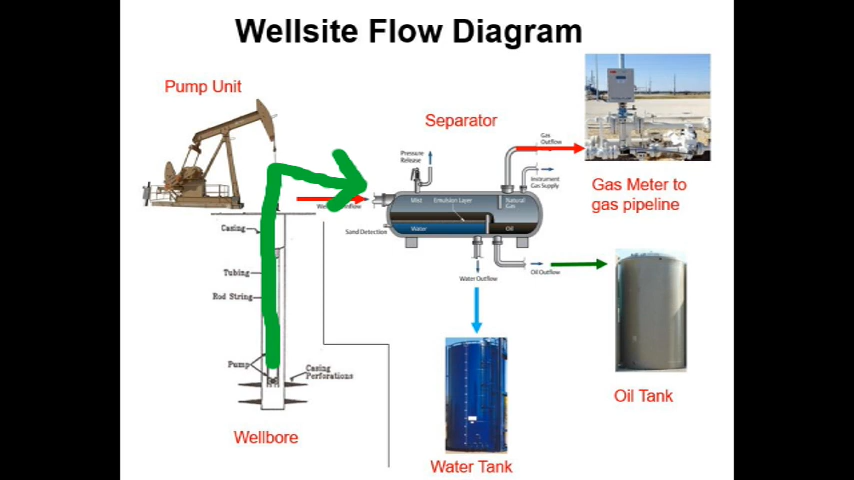 Wellsite Flow Diagram
Pump Unit
Separator
Gas
Outflow
Pressure
Release
Instrument
Gas Supply
Gas Meter to
gas pipeline
Mist
Emulsion Layer
Natural
Gas
Water
Oil
Sand Detection
Casing
Tubing
Rod String
Water Outflow
Oil Outflow
Pump
Casing
Perforations
Wellbore
Oil Tank
Water Tank